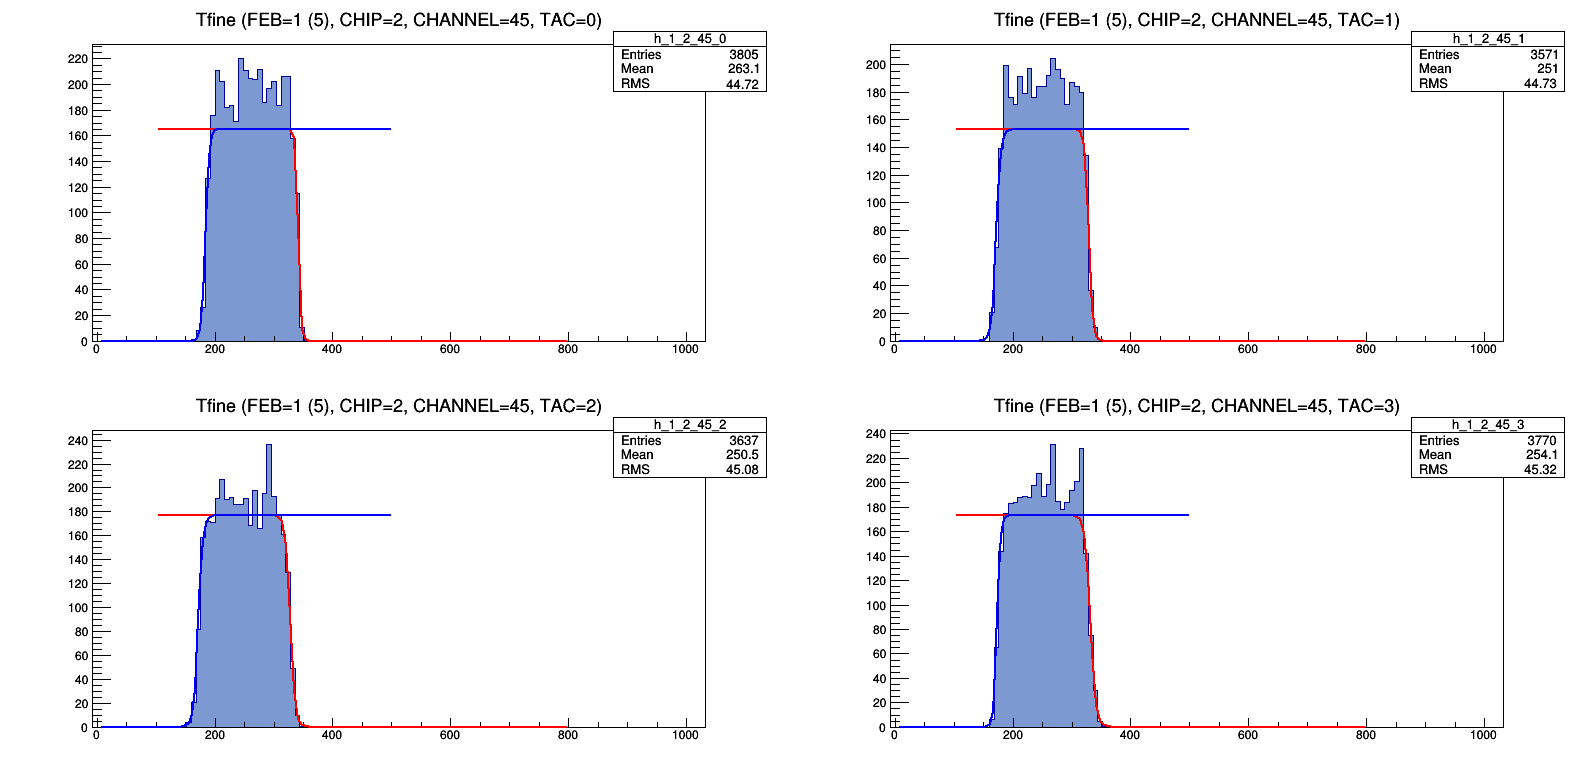 Tfine (FEB=1 (5), CHIP=2, CHANNEL=45, TAC=0)
h_1_2_45_0
Entries 3805
Mean 263.1
RMS 44.72
220
200
180
160
140
120
100
80
60
40
20
0
0 200 400 600 800 1000
Tfine (FEB=1 (5), CHIP=2, CHANNEL=45, TAC=1)
h_1_2_45_1
Entries 3571
Mean 251
RMS 44.73
200
180
160
140
120
100
80
60
40
20
0
0 200 400 600 800 1000
Tfine (FEB=1 (5), CHIP=2, CHANNEL=45, TAC=2)
h_1_2_45_2
Entries 3637
Mean 250.5
RMS 45.08
240
220
200
180
160
140
120
100
80
60
40
20
0
0 200 400 600 800 1000
Tfine (FEB=1 (5), CHIP=2, CHANNEL=45, TAC=3)
h_1_2_45_3
Entries 3770
Mean 254.1
RMS 45.32
240
220
200
180
160
140
120
100
80
60
40
20
0
0 200 400 600 800 1000